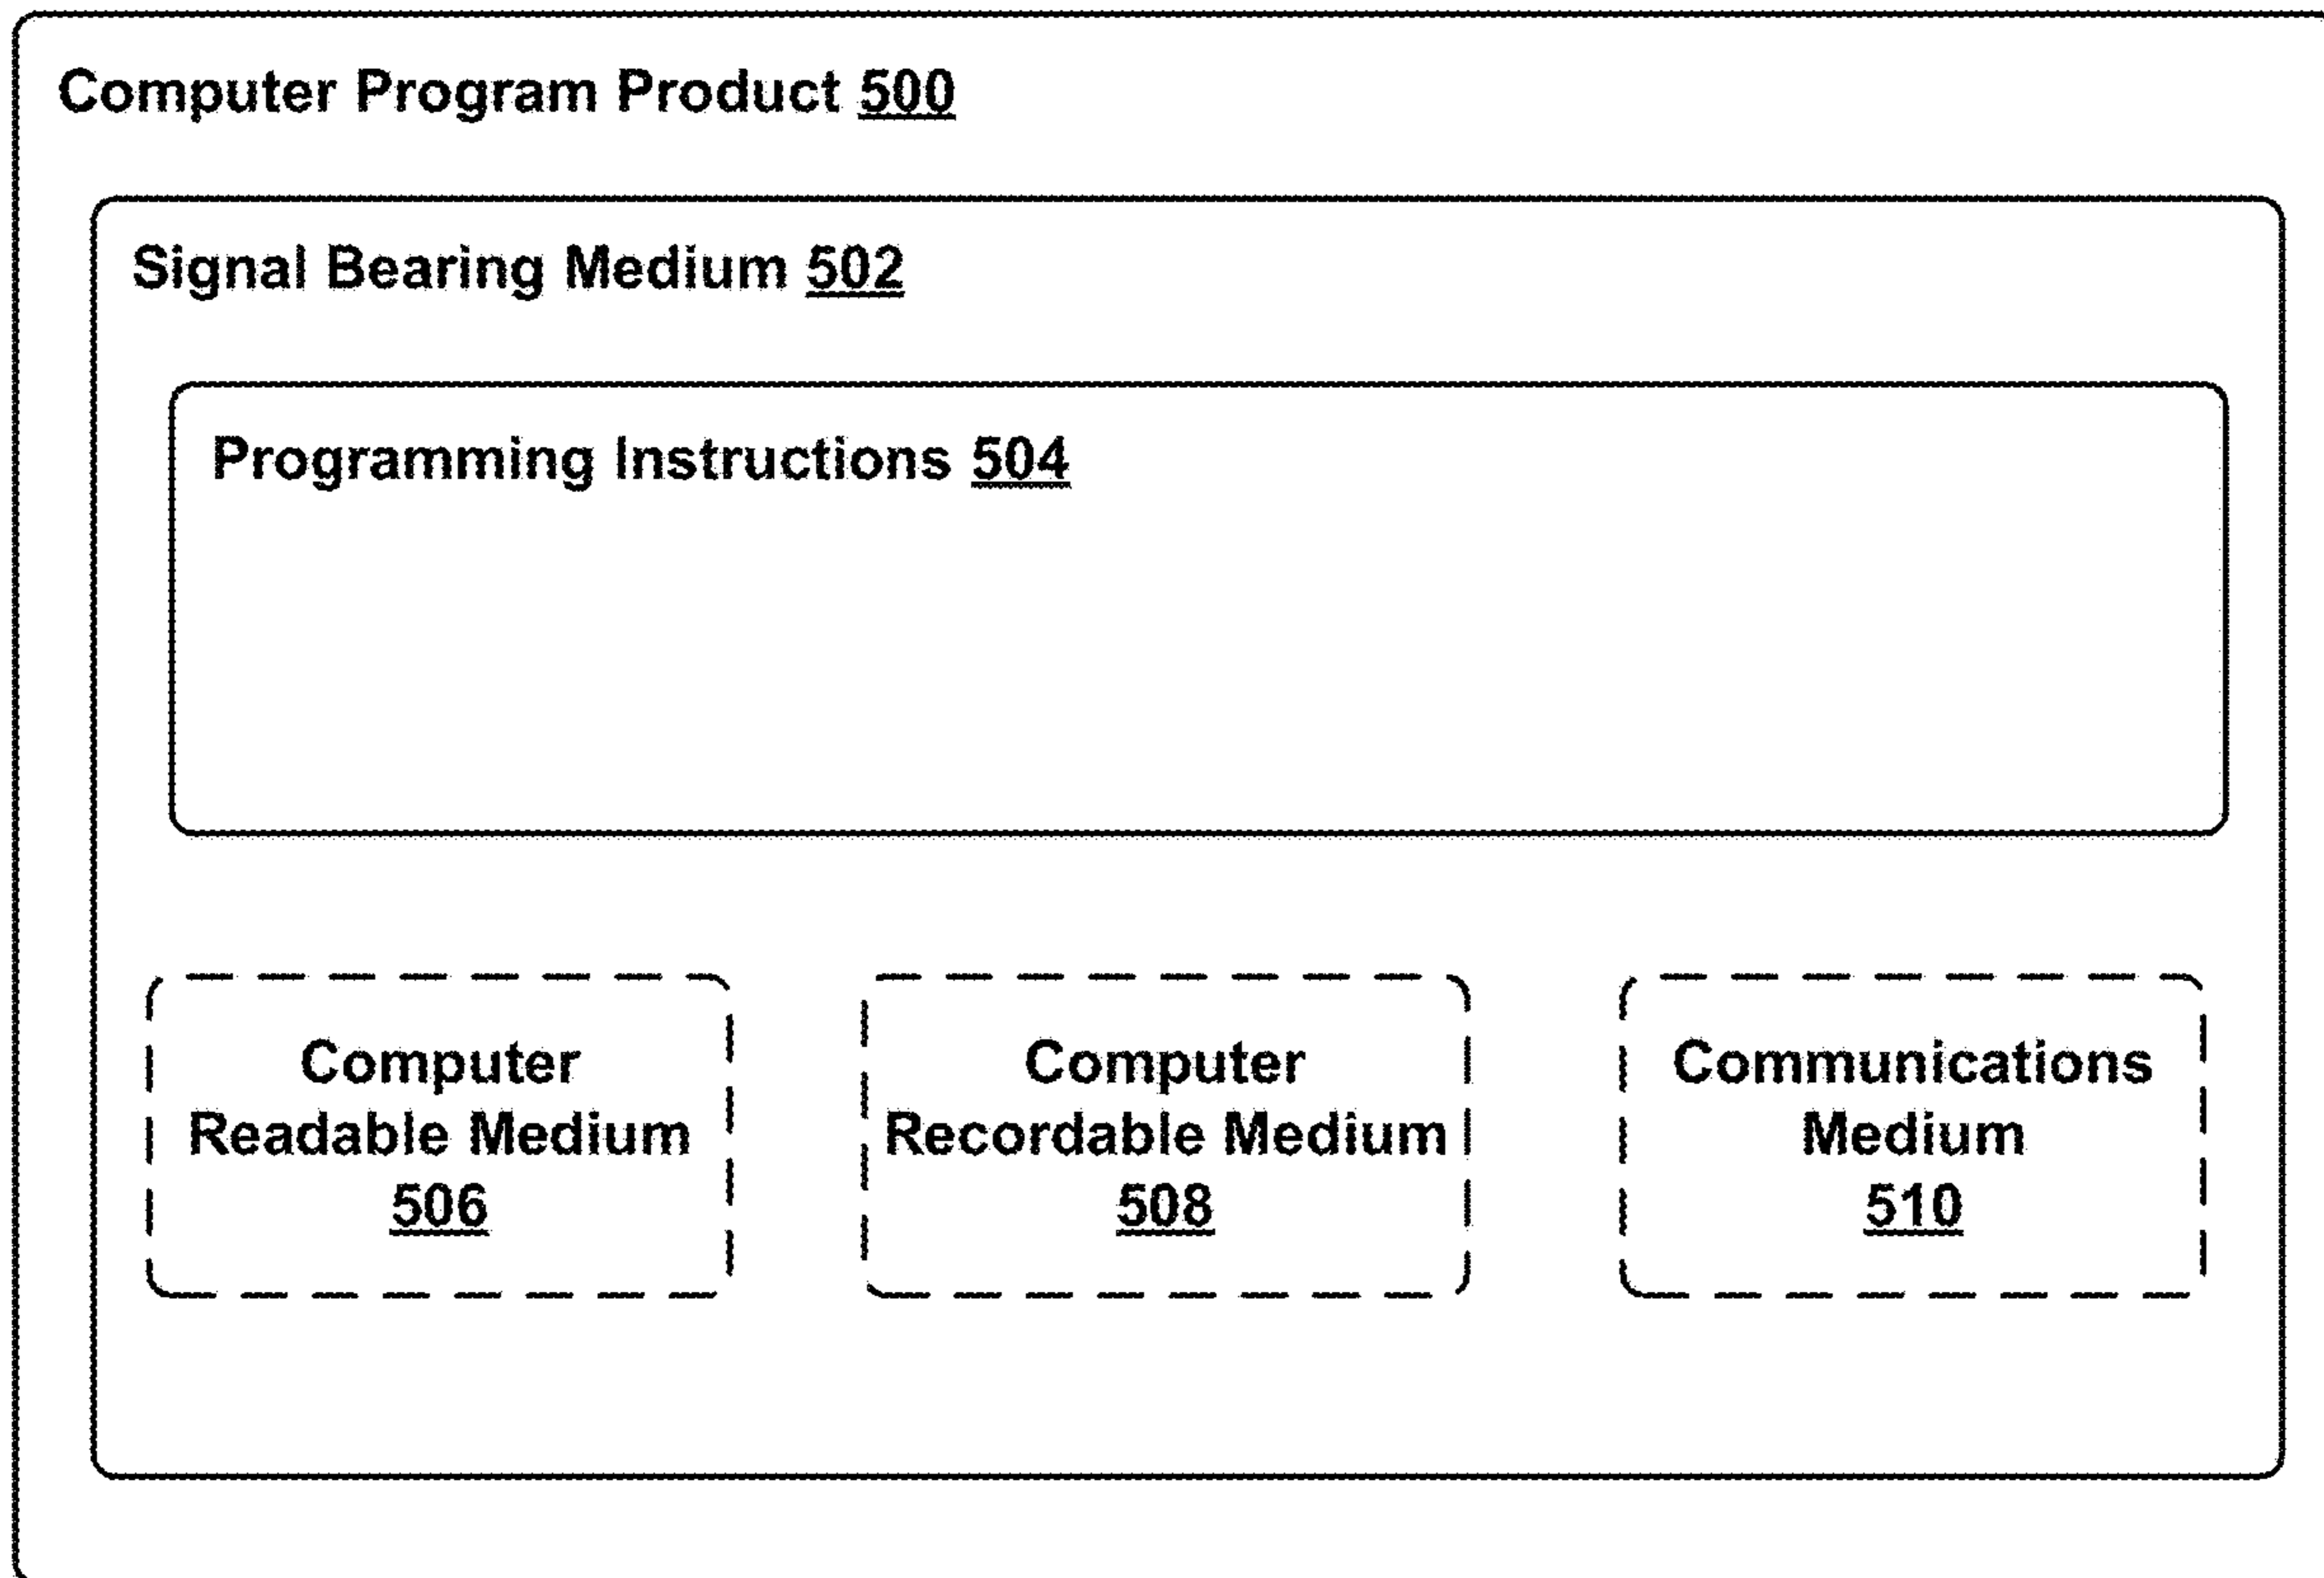 Computer Program Product 500
Signal Bearing Medium 502
Programming Instructions 504
Computer
Readable Medium
506
Computer
Recordable Medium
508
Communications
Medium
510